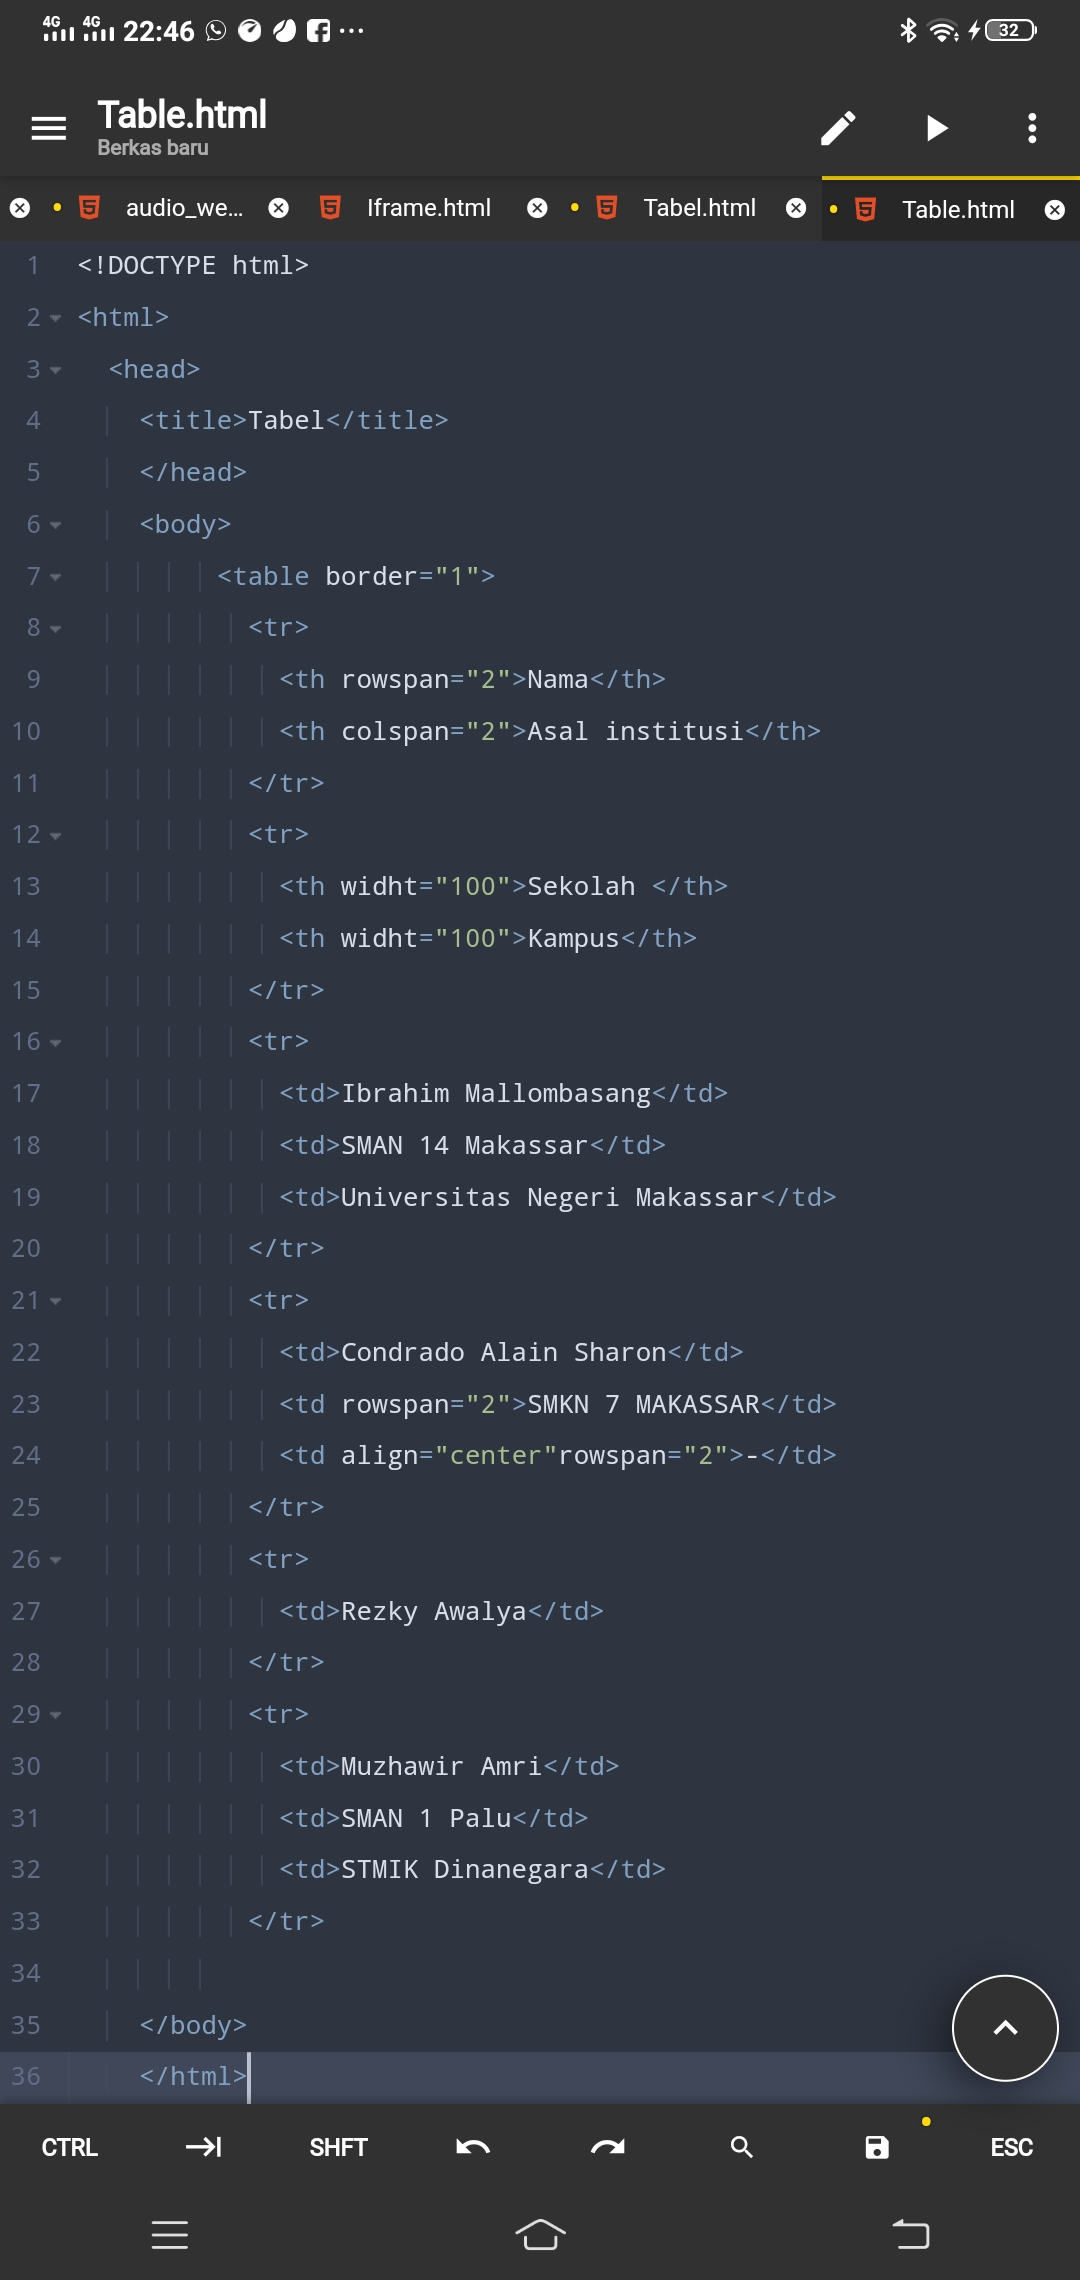 4G 4G 22:46 ... 32
Table.html
Berkas baru
audio_we... Iframe.html Tabel.html Table.html
1 <!DOCTYPE html>
2 <html>
3 <head>
4 <title>Tabel</title>
5 </head>
6 <body>
7 <table border="1">
8 <tr>
9 <th rowspan="2">Nama</th>
10 <th colspan="2">Asal institusi</th>
11 </tr>
12 <tr>
13 <th widht="100">Sekolah </th>
14 <th widht="100">Kampus</th>
15 </tr>
16 <tr>
17 <td>Ibrahim Mallombasang</td>
18 <td>SMAN 14 Makassar</td>
19 <td>Universitas Negeri Makassar</td>
20 </tr>
21 <tr>
22 <td>Condrado Alain Sharon</td>
23 <td rowspan="2">SMKN 7 MAKASSAR</td>
24 <td align="center"rowspan="2">-</td>
25 </tr>
26 <tr>
27 <td>Rezky Awalya</td>
28 </tr>
29 <tr>
30 <td>Muzhawir Amri</td>
31 <td>SMAN 1 Palu</td>
32 <td>STMIK Dinanegara</td>
33 </tr>
34
35 </body>
36 </html>
CTRL SHFT ESC